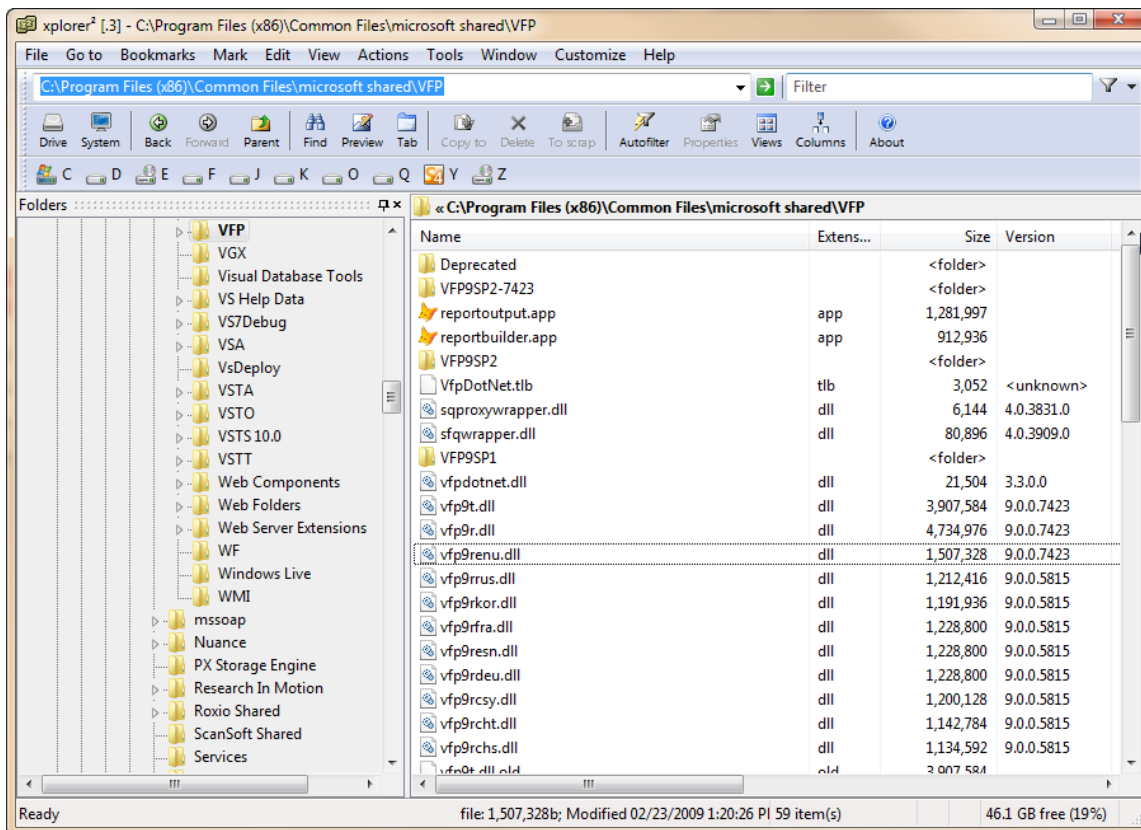 xplorer² [.3] - C:\Program Files (x86)\Common Files\microsoft shared\VFP
File Go to Bookmarks Mark Edit View Actions Tools Window Customize Help
C:\Program Files (x86)\Common Files\microsoft shared\VFP Filter
Drive System Back Forward Parent Find Preview Tab Copy to Delete To scrap Autofilter Properties Views Columns About
C D E F J K O Q Y Z
Folders
VFP
VGX
Visual Database Tools
VS Help Data
VS7Debug
VSA
VsDeploy
VSTA
VSTO
VSTS 10.0
VSTT
Web Components
Web Folders
Web Server Extensions
WF
Windows Live
WMI
mssoap
Nuance
PX Storage Engine
Research In Motion
Roxio Shared
ScanSoft Shared
Services
« C:\Program Files (x86)\Common Files\microsoft shared\VFP
Name Extens... Size Version
Deprecated <folder>
VFP9SP2-7423 <folder>
reportoutput.app app 1,281,997
reportbuilder.app app 912,936
VFP9SP2 <folder>
VfpDotNet.tlb tlb 3,052 <unknown>
sqproxywrapper.dll dll 6,144 4.0.3831.0
sfqwrapper.dll dll 80,896 4.0.3909.0
VFP9SP1 <folder>
vfpdotnet.dll dll 21,504 3.3.0.0
vfp9t.dll dll 3,907,584 9.0.0.7423
vfp9r.dll dll 4,734,976 9.0.0.7423
vfp9renu.dll dll 1,507,328 9.0.0.7423
vfp9rrus.dll dll 1,212,416 9.0.0.5815
vfp9rkor.dll dll 1,191,936 9.0.0.5815
vfp9rfra.dll dll 1,228,800 9.0.0.5815
vfp9resn.dll dll 1,228,800 9.0.0.5815
vfp9rdeu.dll dll 1,228,800 9.0.0.5815
vfp9rcsy.dll dll 1,200,128 9.0.0.5815
vfp9rcht.dll dll 1,142,784 9.0.0.5815
vfp9rchs.dll dll 1,134,592 9.0.0.5815
vfp9t.dll.old old 3,907,584
Ready file: 1,507,328b; Modified 02/23/2009 1:20:26 P 59 item(s) 46.1 GB free (19%)